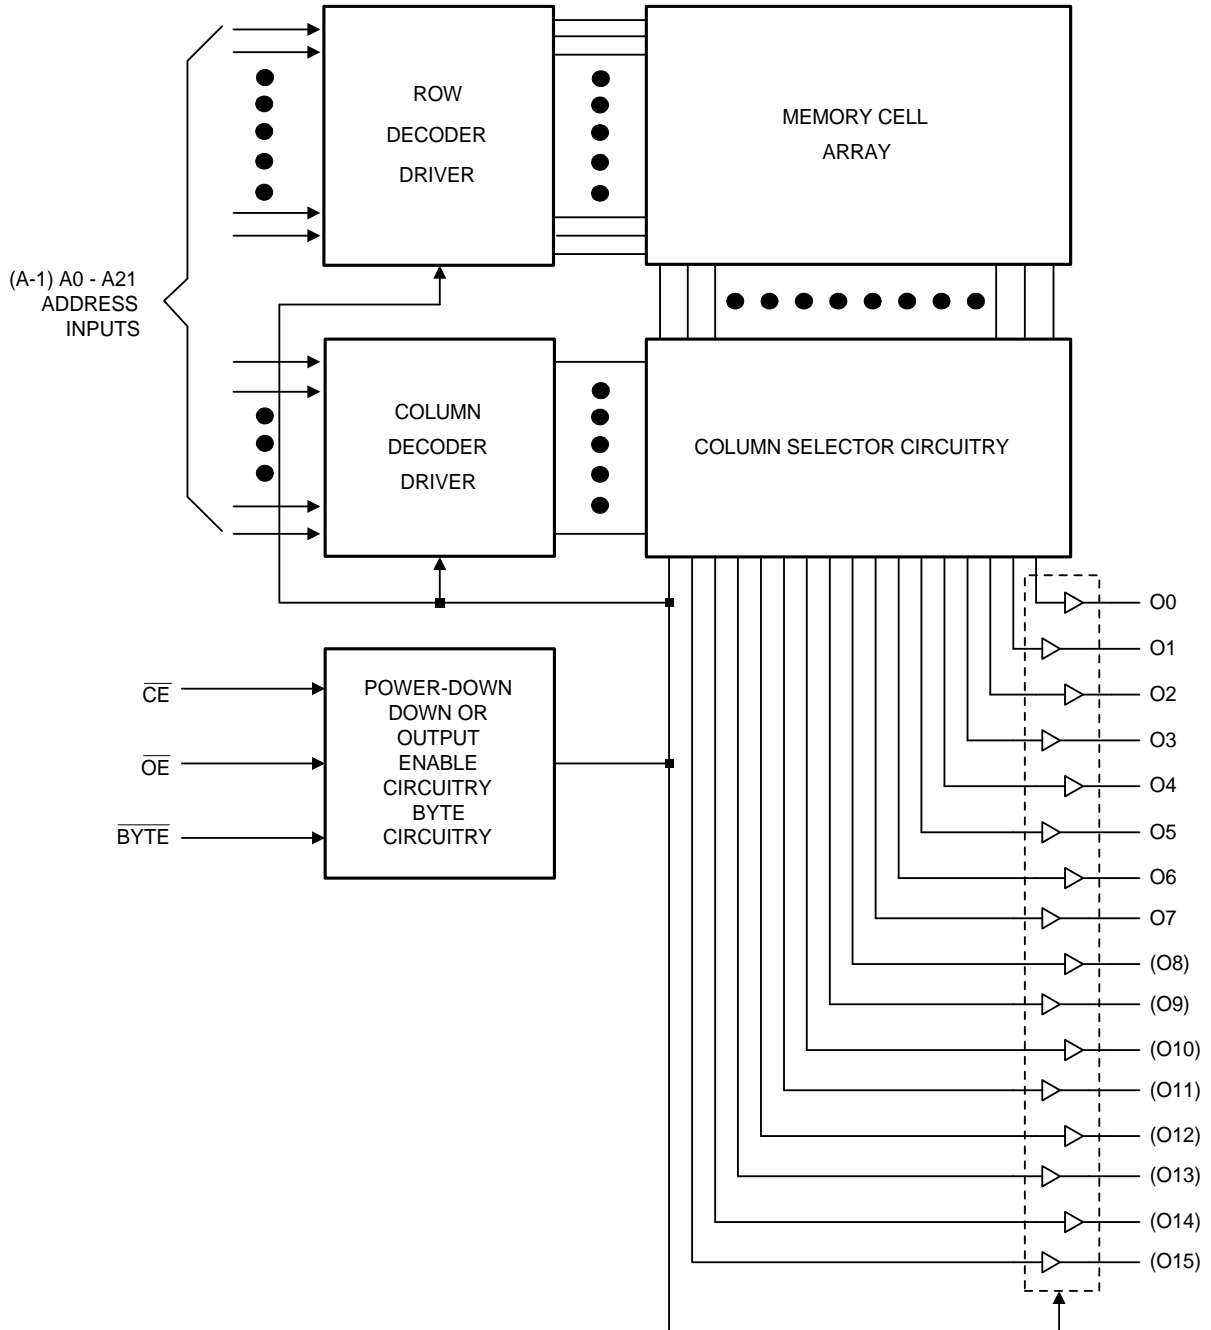 ROW
DECODER
DRIVER
MEMORY CELL
ARRAY
(A-1) A0 - A21
ADDRESS
INPUTS
COLUMN
DECODER
DRIVER
COLUMN SELECTOR CIRCUITRY
CE
OE
BYTE
POWER-DOWN
DOWN OR
OUTPUT
ENABLE
CIRCUITRY
BYTE
CIRCUITRY
O0
O1
O2
O3
O4
O5
O6
O7
(O8)
(O9)
(O10)
(O11)
(O12)
(O13)
(O14)
(O15)